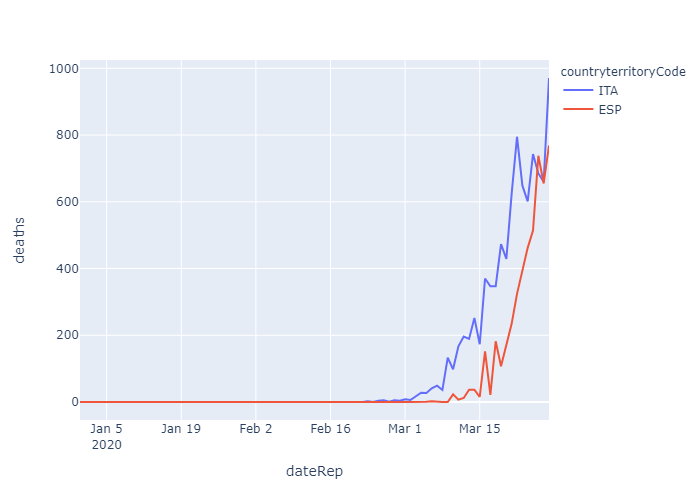 1000
800
600
400
200
0
deaths
Jan 5
2020
Jan 19
Feb 2
Feb 16
Mar 1
Mar 15
dateRep
countryterritoryCode
ITA
ESP